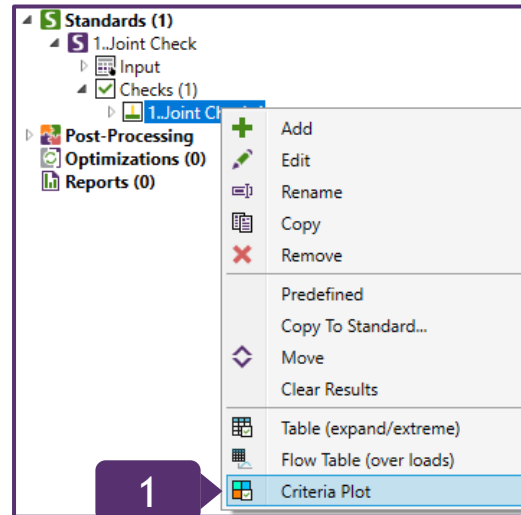 Standards (1)
1..Joint Check
Input
Checks (1)
1..Joint Ch
Post-Processing
Optimizations (0)
Reports (0)
Add
Edit
Rename
Copy
Remove
Predefined
Copy To Standard...
Move
Clear Results
Table (expand/extreme)
Flow Table (over loads)
1
Criteria Plot